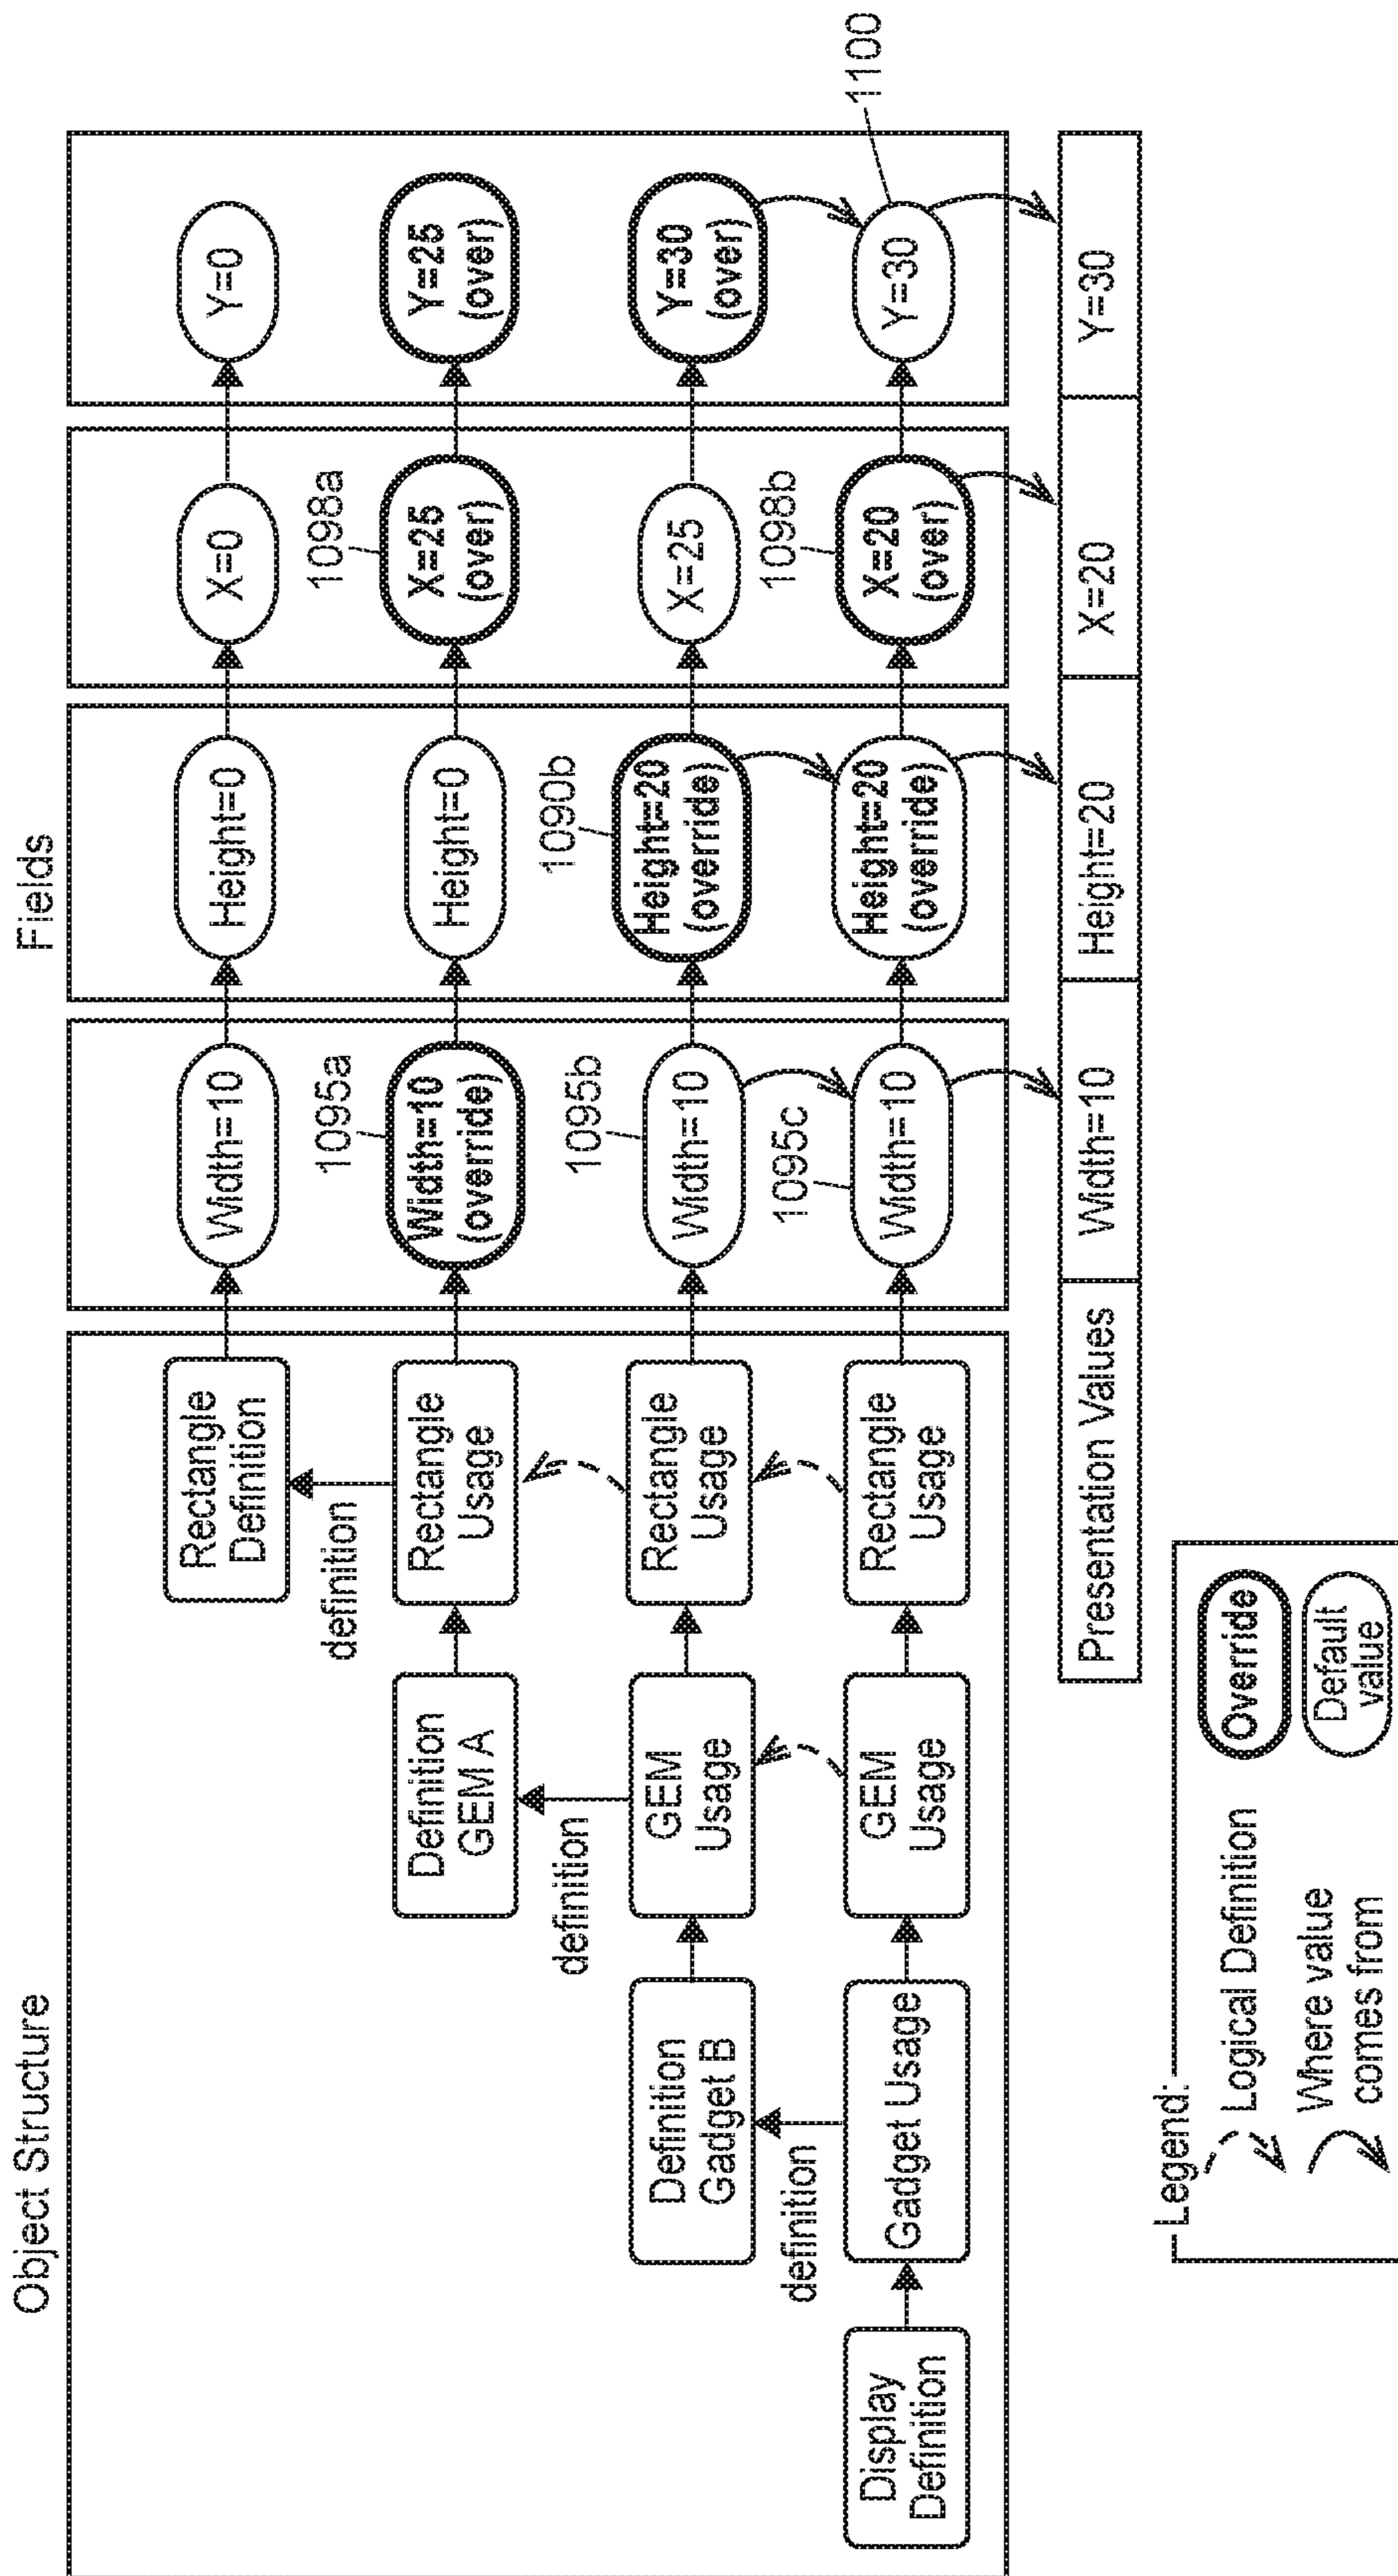 Object Structure
Fields
Rectangle
Definition
Width=10
Height=0
X=0
Y=0
definition
1095a
1098a
Definition
GEM A
Rectangle
Usage
Width=10
(override)
Height=0
X=25
(over)
Y=25
(over)
definition
1095b
1090b
Definition
Gadget B
GEM
Usage
Rectangle
Usage
Width=10
Height=20
(override)
X=25
Y=30
(over)
definition
1095c
1098b
Display
Definition
Gadget Usage
GEM
Usage
Rectangle
Usage
Width=10
Height=20
(override)
X=20
(over)
Y=30
1100
Presentation Values
Width=10
Height=20
X=20
Y=30
Legend:
Logical Definition
Override
Where value
comes from
Default
value